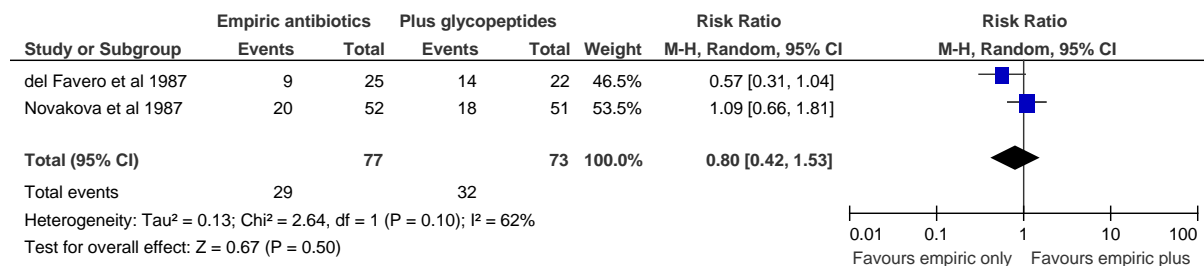 Empiric antibiotics Plus glycopeptides Risk Ratio Risk Ratio
Study or Subgroup Events Total Events Total Weight M-H, Random, 95% CI M-H, Random, 95% CI
del Favero et al 1987 9 25 14 22 46.5% 0.57 [0.31, 1.04]
Novakova et al 1987 20 52 18 51 53.5% 1.09 [0.66, 1.81]
Total (95% CI) 77 73 100.0% 0.80 [0.42, 1.53]
Total events 29 32
Heterogeneity: Tau² = 0.13; Chi² = 2.64, df = 1 (P = 0.10); I² = 62%
Test for overall effect: Z = 0.67 (P = 0.50)
0.01 0.1 1 10 100
Favours empiric only Favours empiric plus